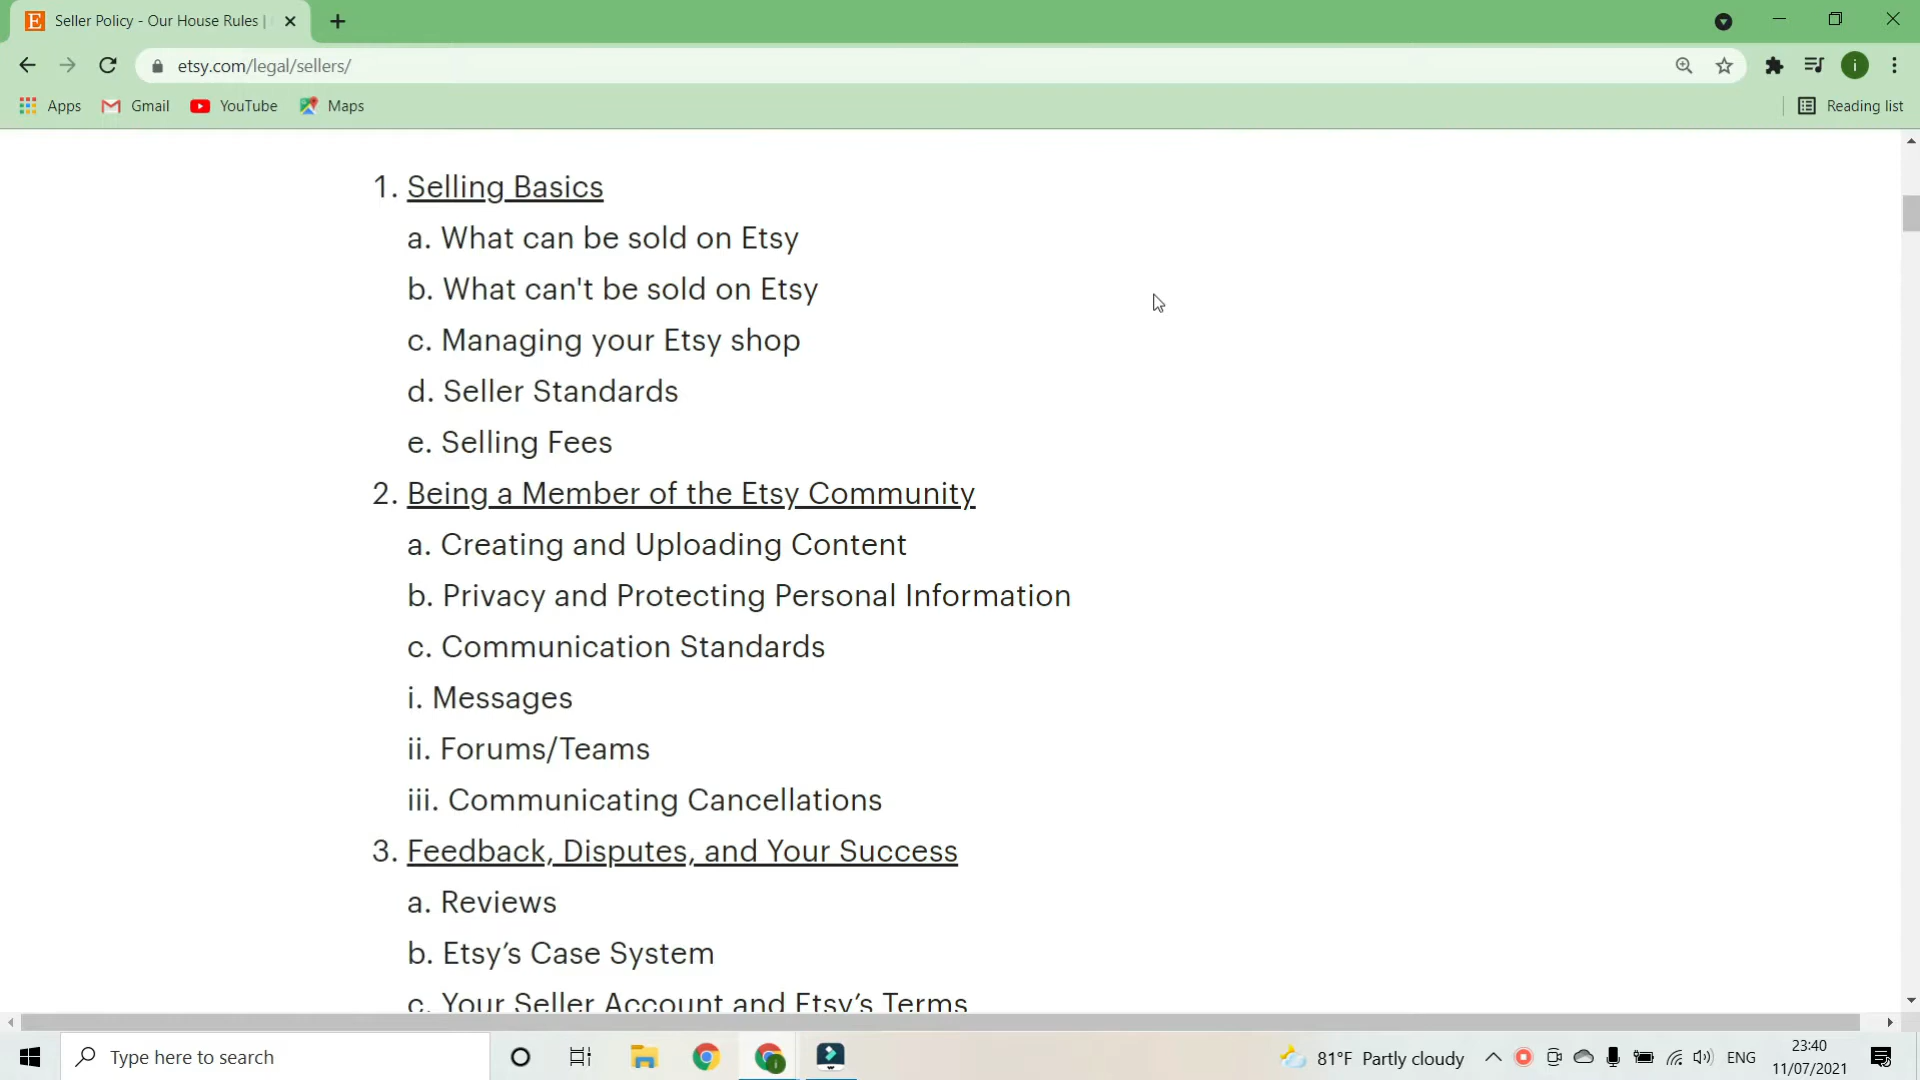 Seller Policy - Our House Rules |
etsy.com/legal/sellers/
Apps Gmail YouTube Maps Reading list
1. Selling Basics
a. What can be sold on Etsy
b. What can't be sold on Etsy
c. Managing your Etsy shop
d. Seller Standards
e. Selling Fees
2. Being a Member of the Etsy Community
a. Creating and Uploading Content
b. Privacy and Protecting Personal Information
c. Communication Standards
i. Messages
ii. Forums/Teams
iii. Communicating Cancellations
3. Feedback, Disputes, and Your Success
a. Reviews
b. Etsy’s Case System
c. Your Seller Account and Etsy’s Terms
Type here to search
81°F Partly cloudy
ENG
23:40
11/07/2021